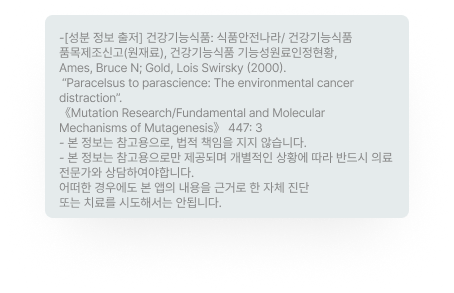 -[성분 정보 출저] 건강기능식품: 식품안전나라/ 건강기능식품
품목제조신고(원재료), 건강기능식품 기능성원료인정현황,
Ames, Bruce N; Gold, Lois Swirsky (2000).
“Paracelsus to parascience: The environmental cancer
distraction”.
《Mutation Research/Fundamental and Molecular
Mechanisms of Mutagenesis》 447: 3
- 본 정보는 참고용으로, 법적 책임을 지지 않습니다.
- 본 정보는 참고용으로만 제공되며 개별적인 상황에 따라 반드시 의료
전문가와 상담하여야합니다.
어떠한 경우에도 본 앱의 내용을 근거로 한 자체 진단
또는 치료를 시도해서는 안됩니다.